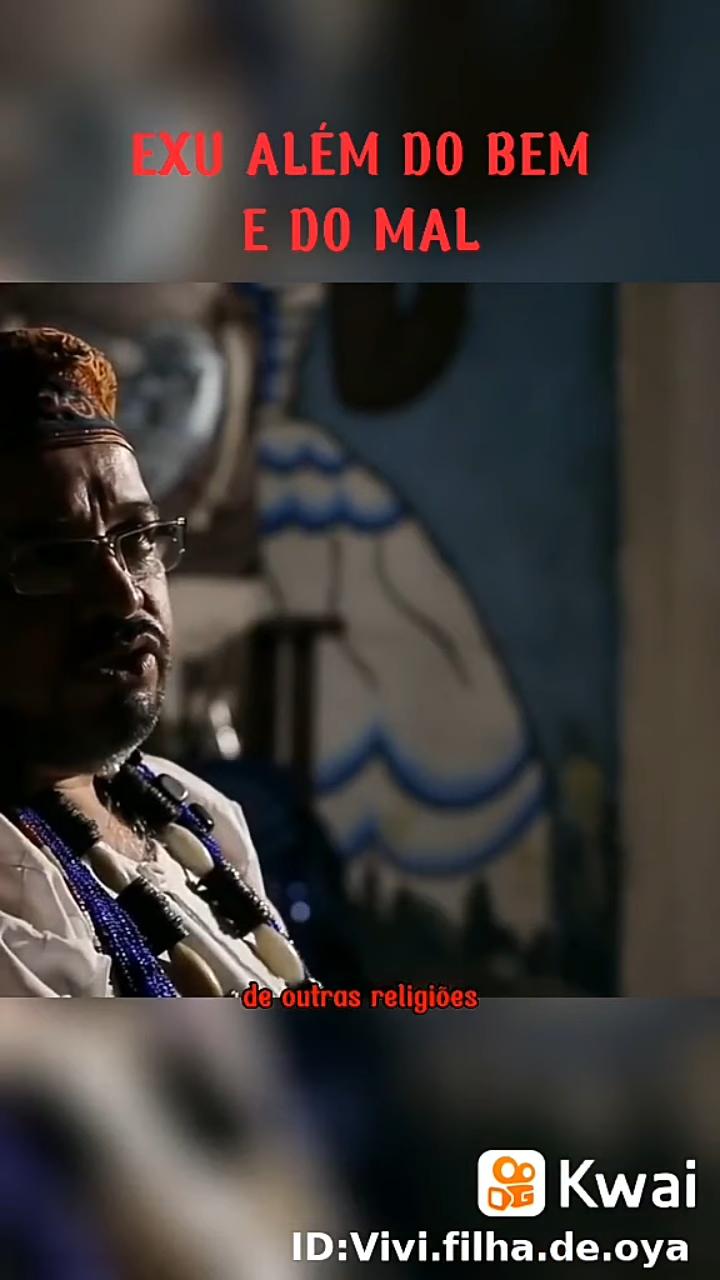 EXU ALÉM DO BEM
E DO MAL
de outras religiões
Kwai
ID:Vivi.filha.de.oya